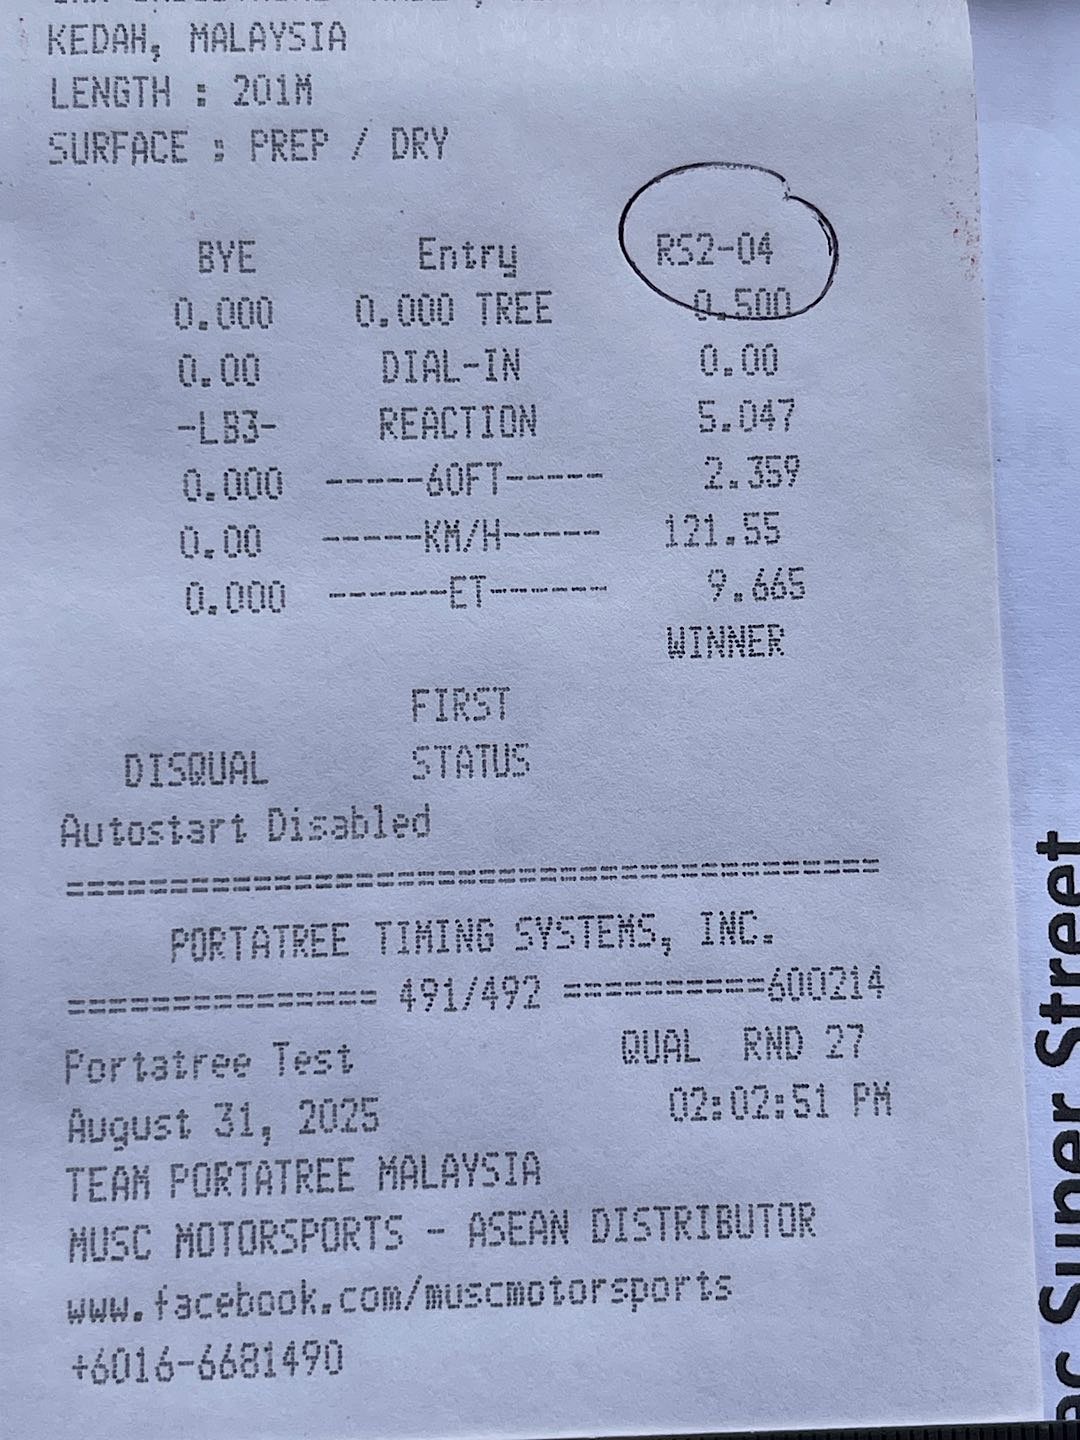 KEDAH, MALAYSIA
LENGTH : 201M
SURFACE : PREP / DRY
BYE Entry RS2-04
0.000 0.000 TREE 0.500
0.00 DIAL-IN 0.00
-LB3- REACTION 5.047
0.000 -----60FT----- 2.359
0.00 -----KM/H----- 121.55
0.000 ------ET------ 9.665
WINNER
FIRST
DISQUAL STATUS
Autostart Disabled
=======================================
PORTATREE TIMING SYSTEMS, INC.
=============== 491/492 ==========600214
Portatree Test QUAL RND 27
August 31, 2025 02:02:51 PM
TEAM PORTATREE MALAYSIA
MUSC MOTORSPORTS - ASEAN DISTRIBUTOR
www.facebook.com/muscmotorsports
+6016-6681490
Super Street